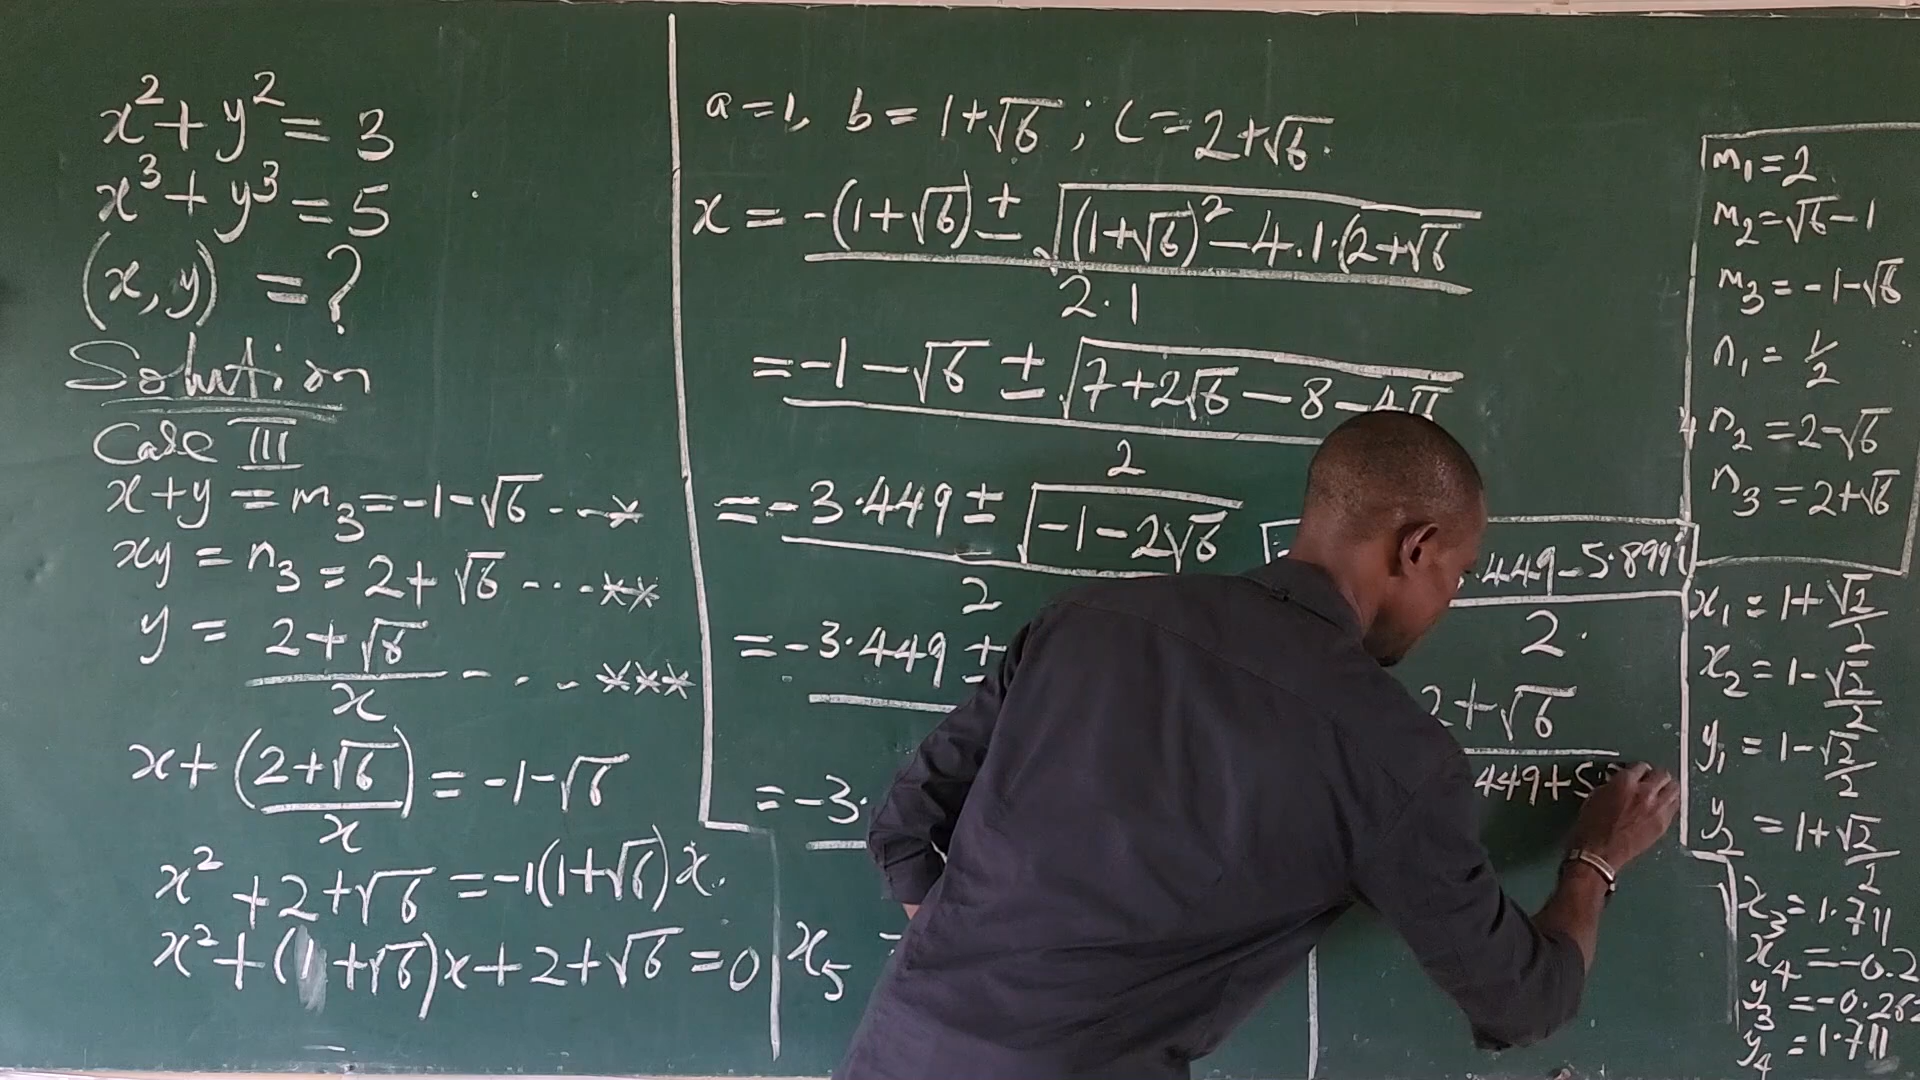 x²+y²=3
x³+y³=5
(x,y)=?
Solution
Case III
x+y=m₃=-1-√6 --*
xy=n₃=2+√6 ---**
y=2+√6/x ---***
x+(2+√6/x)=-1-√6
x²+2+√6=-1(1+√6)x.
x²+(1+√6)x+2+√6=0
a=1, b=1+√6; c=2+√6.
x=-(1+√6)±√(1+√6)²-4.1.(2+√6
2·1
=-1-√6±√7+2√6-8-4
2
=-3.449±√-1-2√6
2
=-3.449±
=-3.
x₅
.449-5.899i
2.
2+√6
449+5.
m₁=2
m₂=√6-1
m₃=-1-√6
n₁=1/2
n₂=2-√6
n₃=2+√6
x₁=1+√2/2
x₂=1-√2/2
y₁=1-√2/2
y₂=1+√2/2
x₃=1.711
x₄=-0.2
y₃=-0.262
y₄=1.711